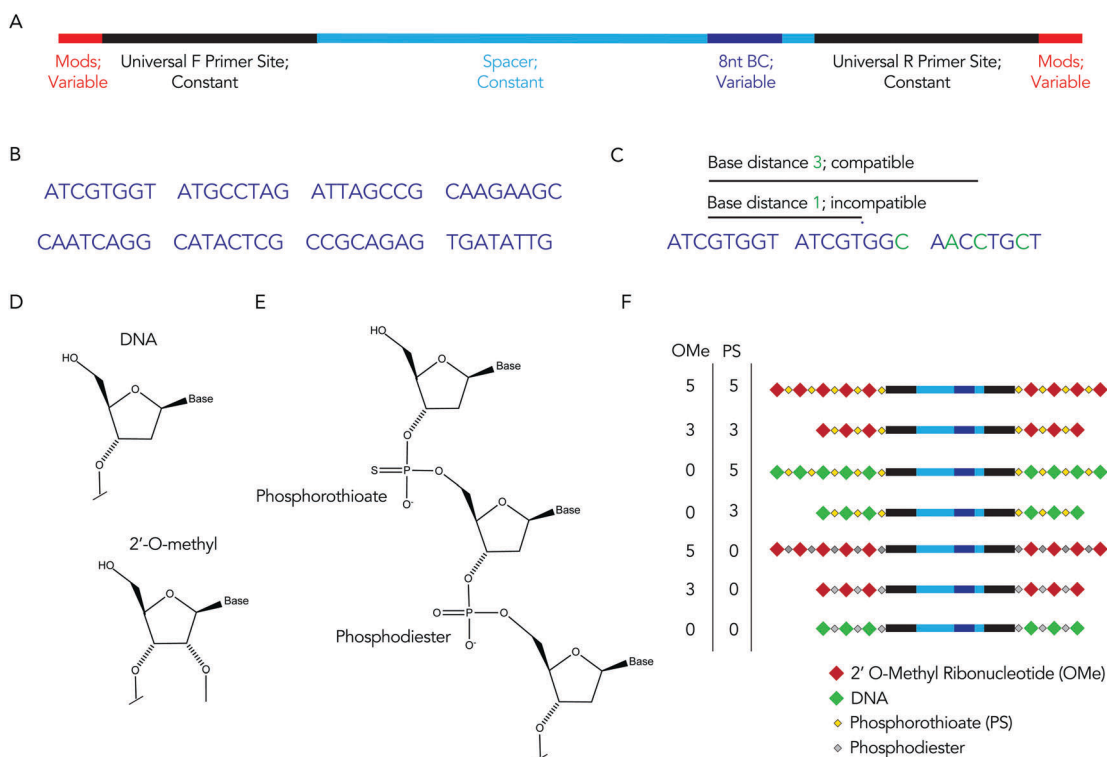 A
Mods;
Variable
Universal F Primer Site;
Constant
Spacer;
Constant
8nt BC;
Variable
Universal R Primer Site;
Constant
Mods;
Variable
B
ATCGTGGT ATGCCTAG ATTAGCCG CAAGAAGC
CAATCAGG CATACTCG CCGCAGAG TGATATTG
C
Base distance 3; compatible
Base distance 1; incompatible
ATCGTGGT ATCGTGGC AACCTGCT
D
DNA
HO
O
Base
O
2'-O-methyl
HO
O
Base
O
O
E
HO
O
Base
O
S P O
Phosphorothioate
O-
O
Base
O
O P O
Phosphodiester
O-
O
Base
O
F
OMe PS
5 5
3 3
0 5
0 3
5 0
3 0
0 0
2' O-Methyl Ribonucleotide (OMe)
DNA
Phosphorothioate (PS)
Phosphodiester